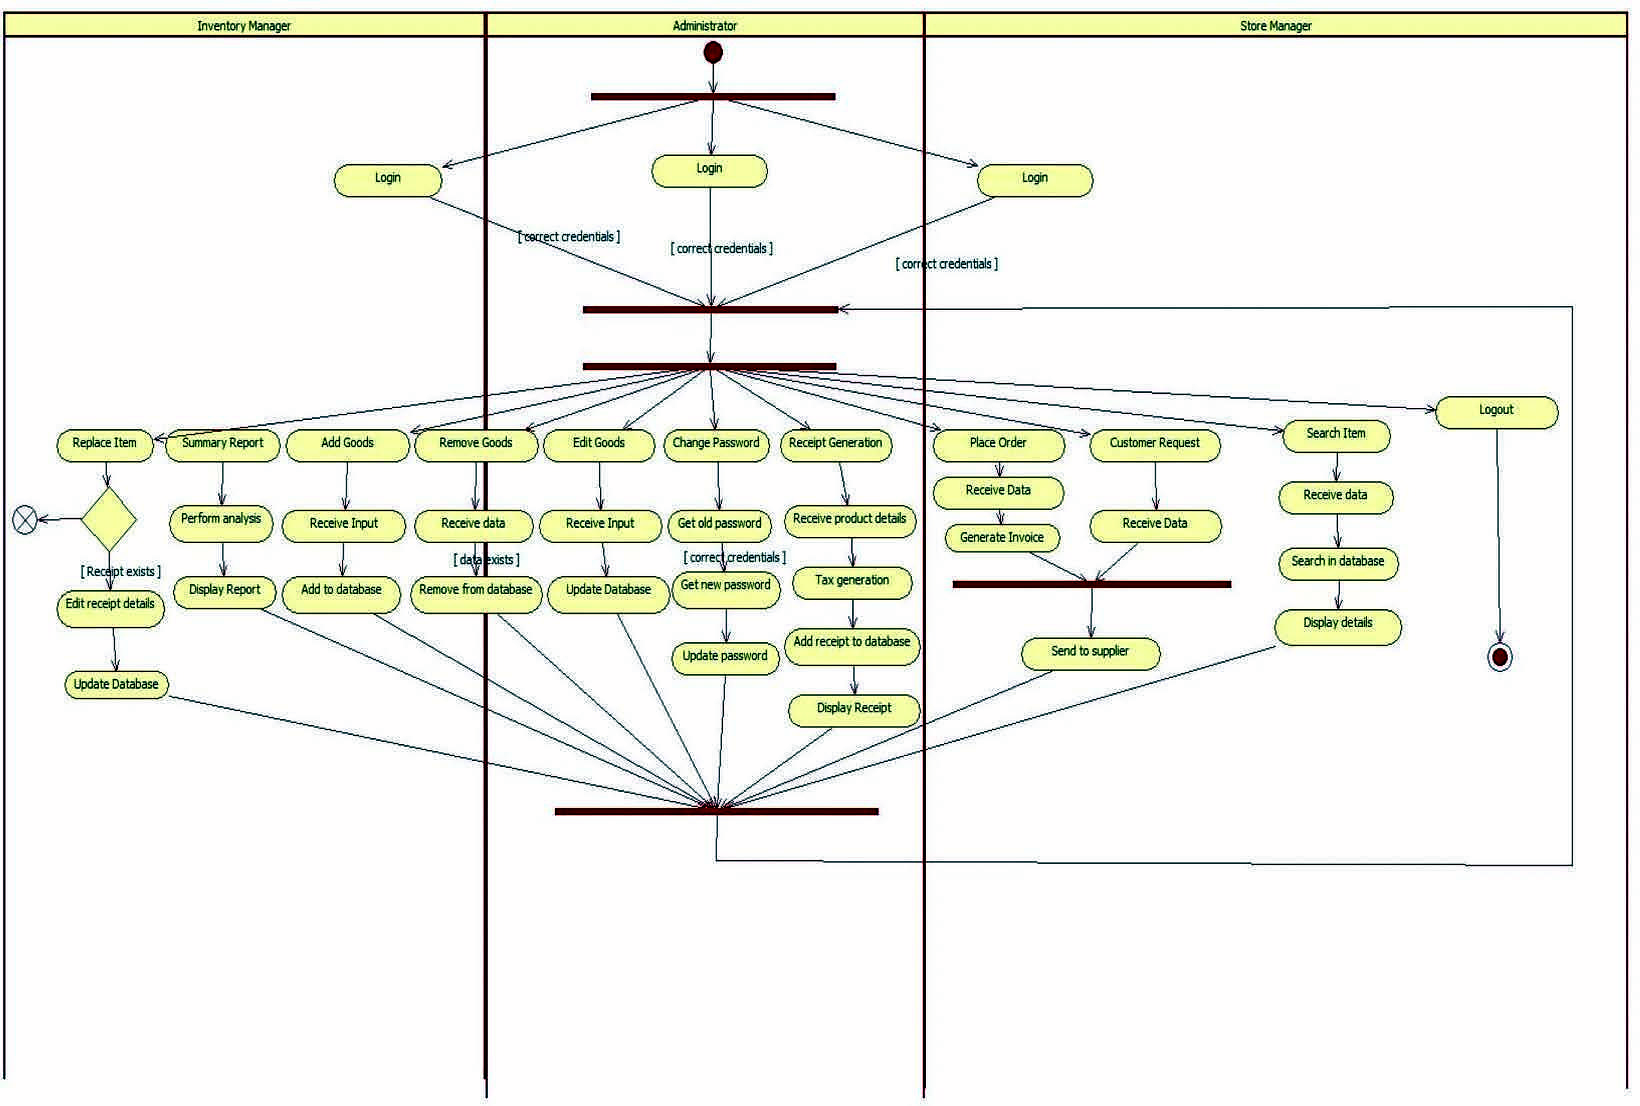 Inventory Manager
Administrator
Store Manager
Login
Login
Login
[ correct credentials ]
[ correct credentials ]
[ correct credentials ]
Replace Item
Summary Report
Add Goods
Remove Goods
Edit Goods
Change Password
Receipt Generation
Place Order
Customer Request
Search Item
Logout
Perform analysis
Receive Input
Receive data
Receive Input
Get old password
Receive product details
Receive Data
Receive Data
Receive data
Generate Invoice
[ Receipt exists ]
[ data exists ]
[ correct credentials ]
Search in database
Edit receipt details
Display Report
Add to database
Remove from database
Update Database
Get new password
Tax generation
Display details
Update Database
Update password
Add receipt to database
Send to supplier
Display Receipt